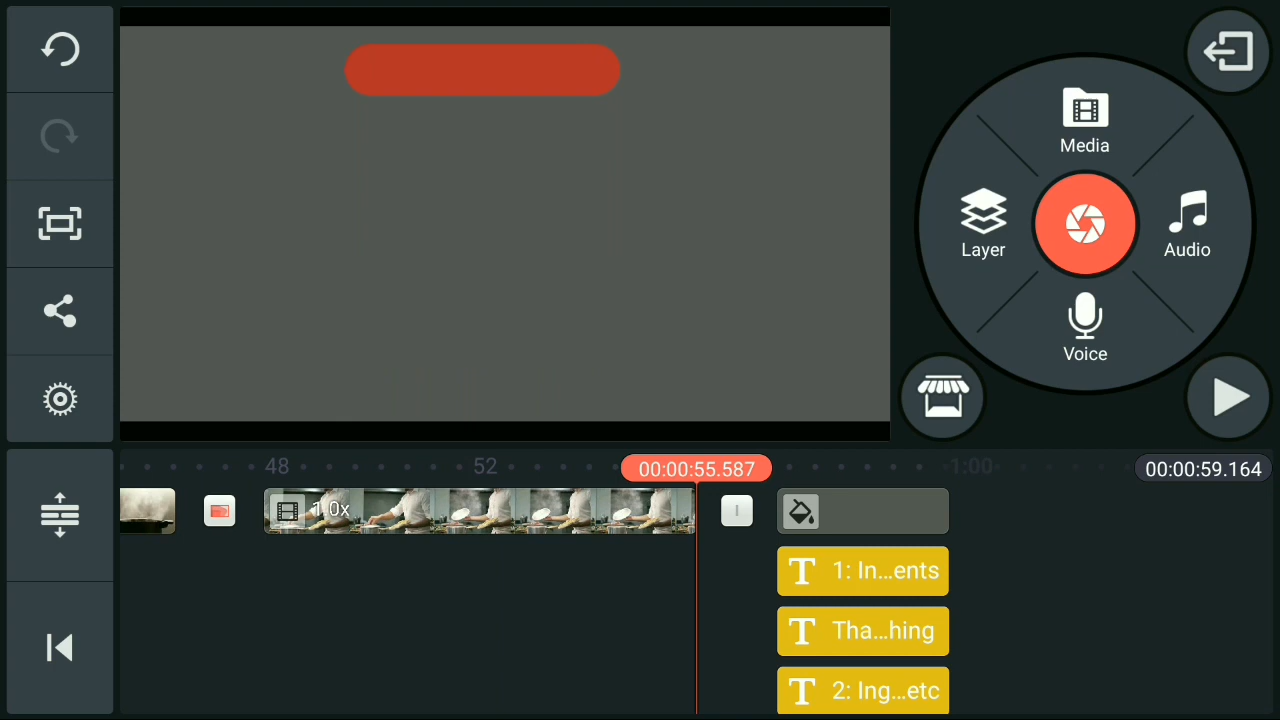 Media
Layer
Audio
Voice
48
52
00:00:55.587
1:00
00:00:59.164
1.0x
T 1: In...ents
T Tha...hing
T 2: Ing...etc